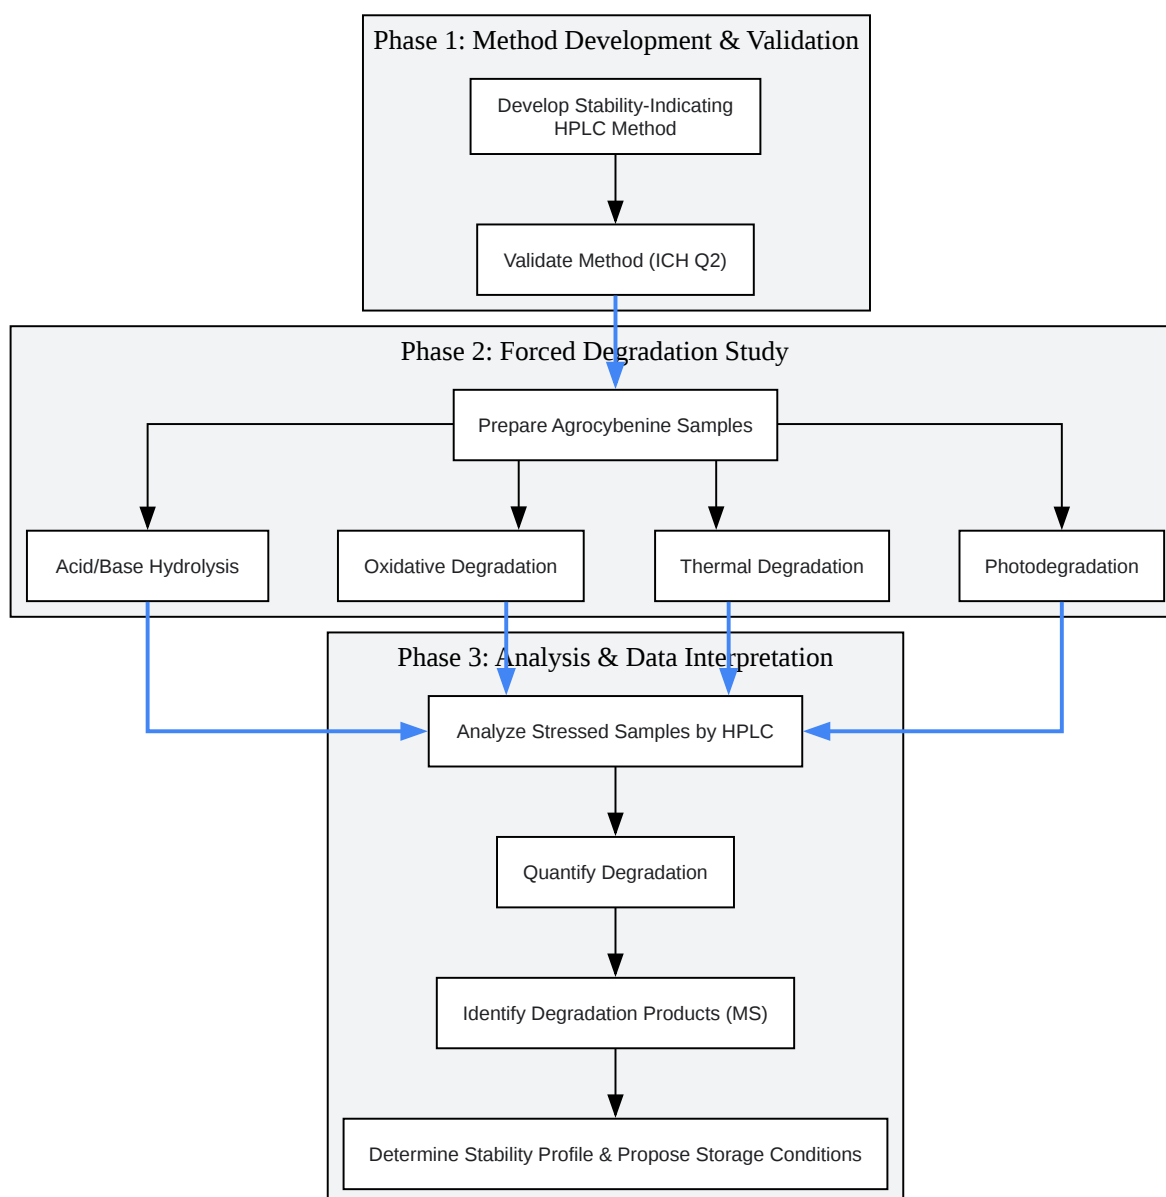 Phase 1: Method Development & Validation
Develop Stability-Indicating
HPLC Method
Validate Method (ICH Q2)
Phase 2: Forced Degradation Study
Prepare Agrocybenine Samples
Acid/Base Hydrolysis
Oxidative Degradation
Thermal Degradation
Photodegradation
Phase 3: Analysis & Data Interpretation
Analyze Stressed Samples by HPLC
Quantify Degradation
Identify Degradation Products (MS)
Determine Stability Profile & Propose Storage Conditions